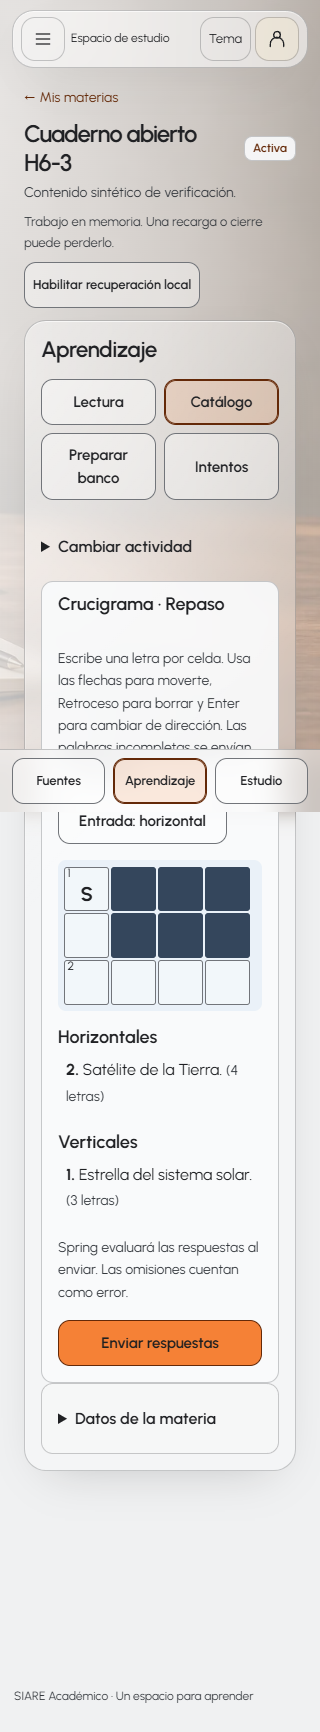 Espacio de estudio
Tema
← Mis materias
Cuaderno abierto
H6-3
Activa
Contenido sintético de verificación.
Trabajo en memoria. Una recarga o cierre
puede perderlo.
Habilitar recuperación local
Aprendizaje
Lectura
Catálogo
Preparar
banco
Intentos
▶ Cambiar actividad
Crucigrama · Repaso
Escribe una letra por celda. Usa
las flechas para moverte,
Retroceso para borrar y Enter
para cambiar de dirección. Las
palabras incompletas se envían
Fuentes
Aprendizaje
Estudio
Entrada: horizontal
1
S
2
Horizontales
2. Satélite de la Tierra. (4
letras)
Verticales
1. Estrella del sistema solar.
(3 letras)
Spring evaluará las respuestas al
enviar. Las omisiones cuentan
como error.
Enviar respuestas
▶ Datos de la materia
SIARE Académico · Un espacio para aprender